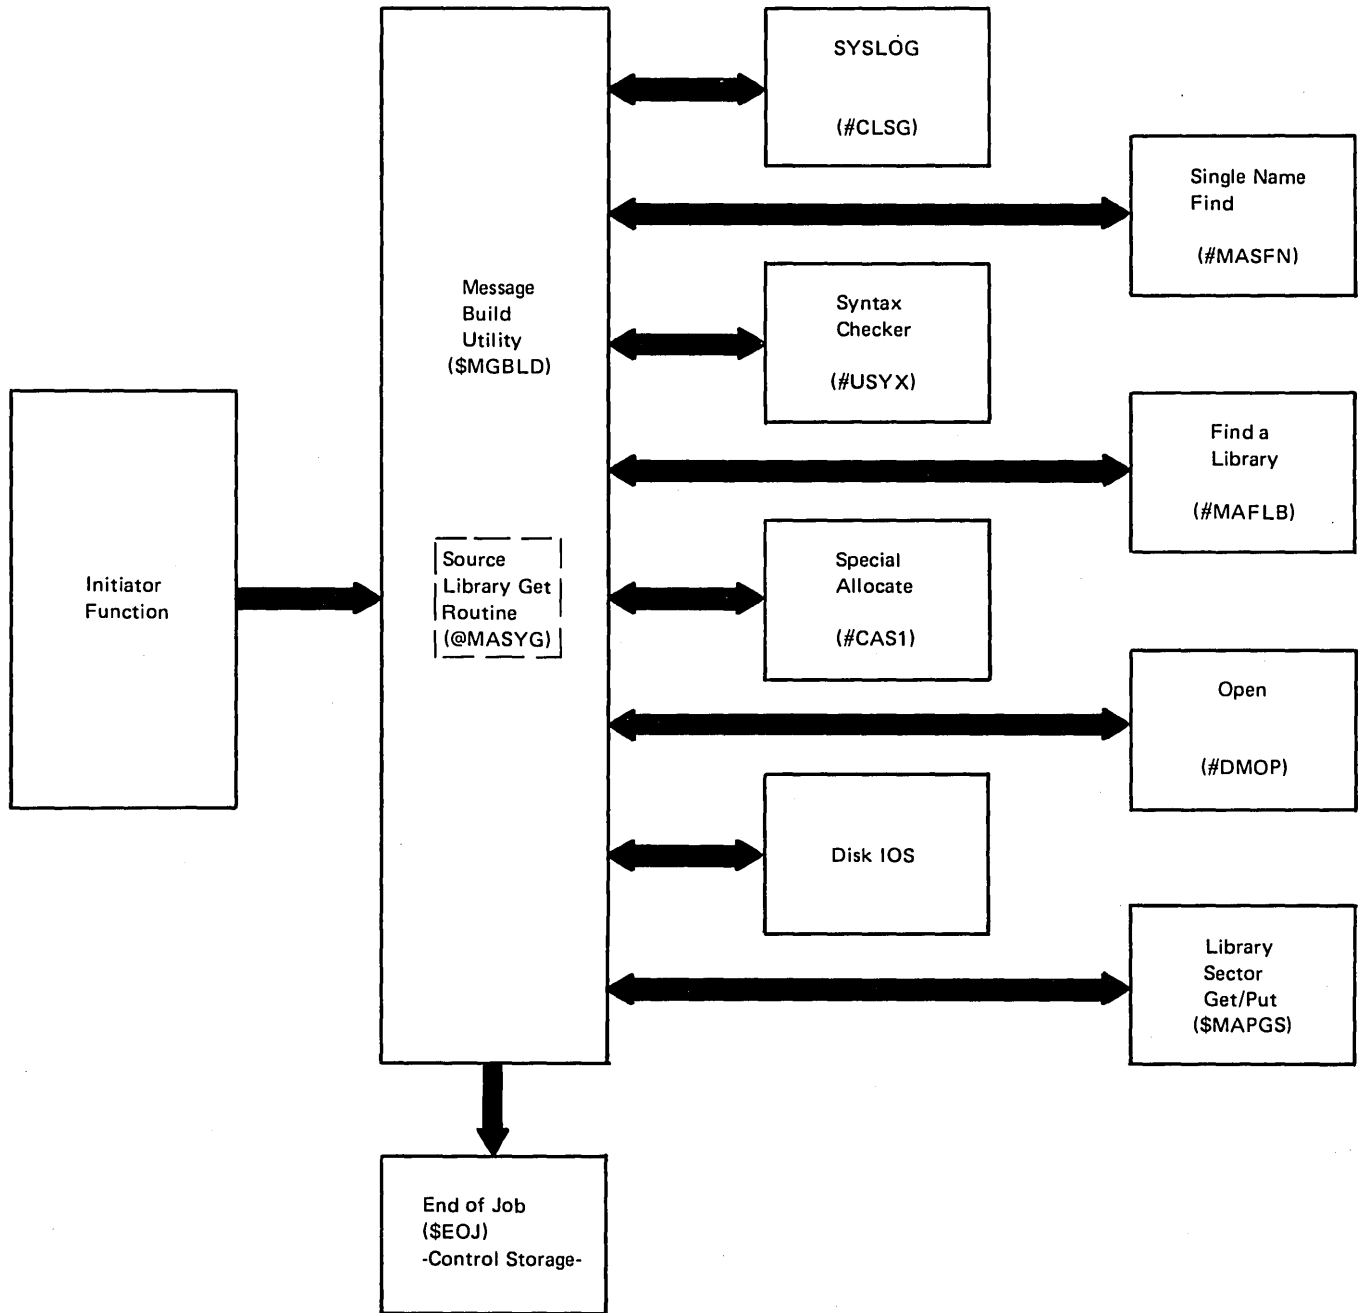 SYSLOG
(#CLSG)
Single Name
Find
(#MASFN)
Message
Build
Utility
($MGBLD)
Syntax
Checker
(#USYX)
Find a
Library
(#MAFLB)
Initiator
Function
Source
Library Get
Routine
(@MASYG)
Special
Allocate
(#CAS1)
Open
(#DMOP)
Disk IOS
Library
Sector
Get/Put
($MAPGS)
End of Job
($EOJ)
-Control Storage-